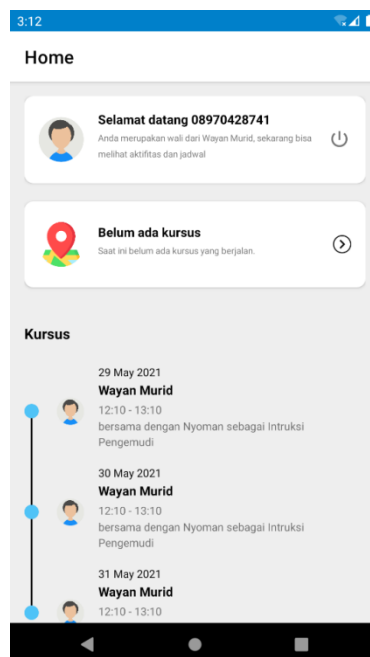 3:12
Home
Selamat datang 08970428741
Anda merupakan wali dari Wayan Murid, sekarang bisa
melihat aktifitas dan jadwal
Belum ada kursus
Saat ini belum ada kursus yang berjalan.
Kursus
29 May 2021
Wayan Murid
12:10 - 13:10
bersama dengan Nyoman sebagai Intruksi
Pengemudi
30 May 2021
Wayan Murid
12:10 - 13:10
bersama dengan Nyoman sebagai Intruksi
Pengemudi
31 May 2021
Wayan Murid
12:10 - 13:10